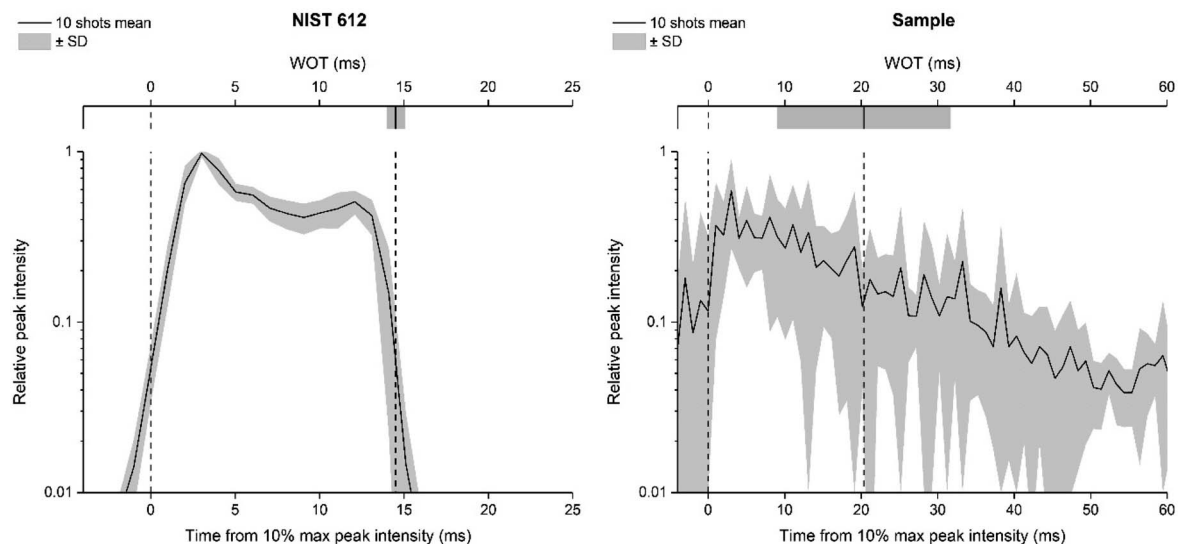 NIST 612
10 shots mean
± SD
WOT (ms)
0 5 10 15 20 25
1
0.1
0.01
Relative peak intensity
0 5 10 15 20 25
Time from 10% max peak intensity (ms)
Sample
10 shots mean
± SD
WOT (ms)
0 10 20 30 40 50 60
1
0.1
0.01
Relative peak intensity
0 10 20 30 40 50 60
Time from 10% max peak intensity (ms)